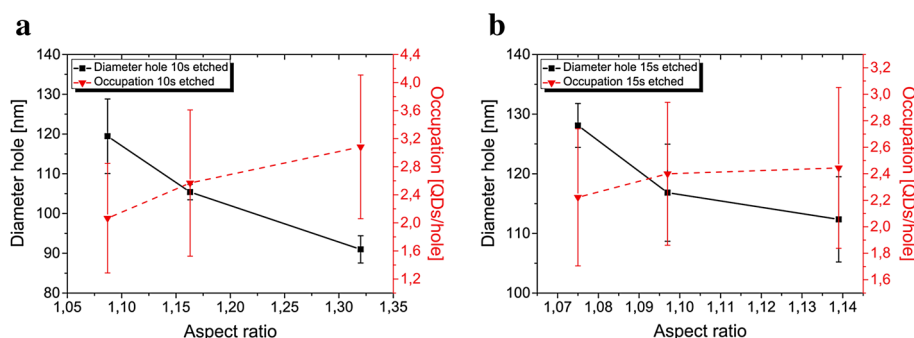 a
140
130
120
110
100
90
80
Diameter hole [nm]
Diameter hole 10s etched
Occupation 10s etched
4,4
4,0
3,6
3,2
2,8
2,4
2,0
1,6
1,2
Occupation [QDs/hole]
1,05 1,10 1,15 1,20 1,25 1,30 1,35
Aspect ratio
b
140
130
120
110
100
Diameter hole [nm]
Diameter hole 15s etched
Occupation 15s etched
3,2
3,0
2,8
2,6
2,4
2,2
2,0
1,8
1,6
Occupation [QDs/hole]
1,07 1,08 1,09 1,10 1,11 1,12 1,13 1,14
Aspect ratio